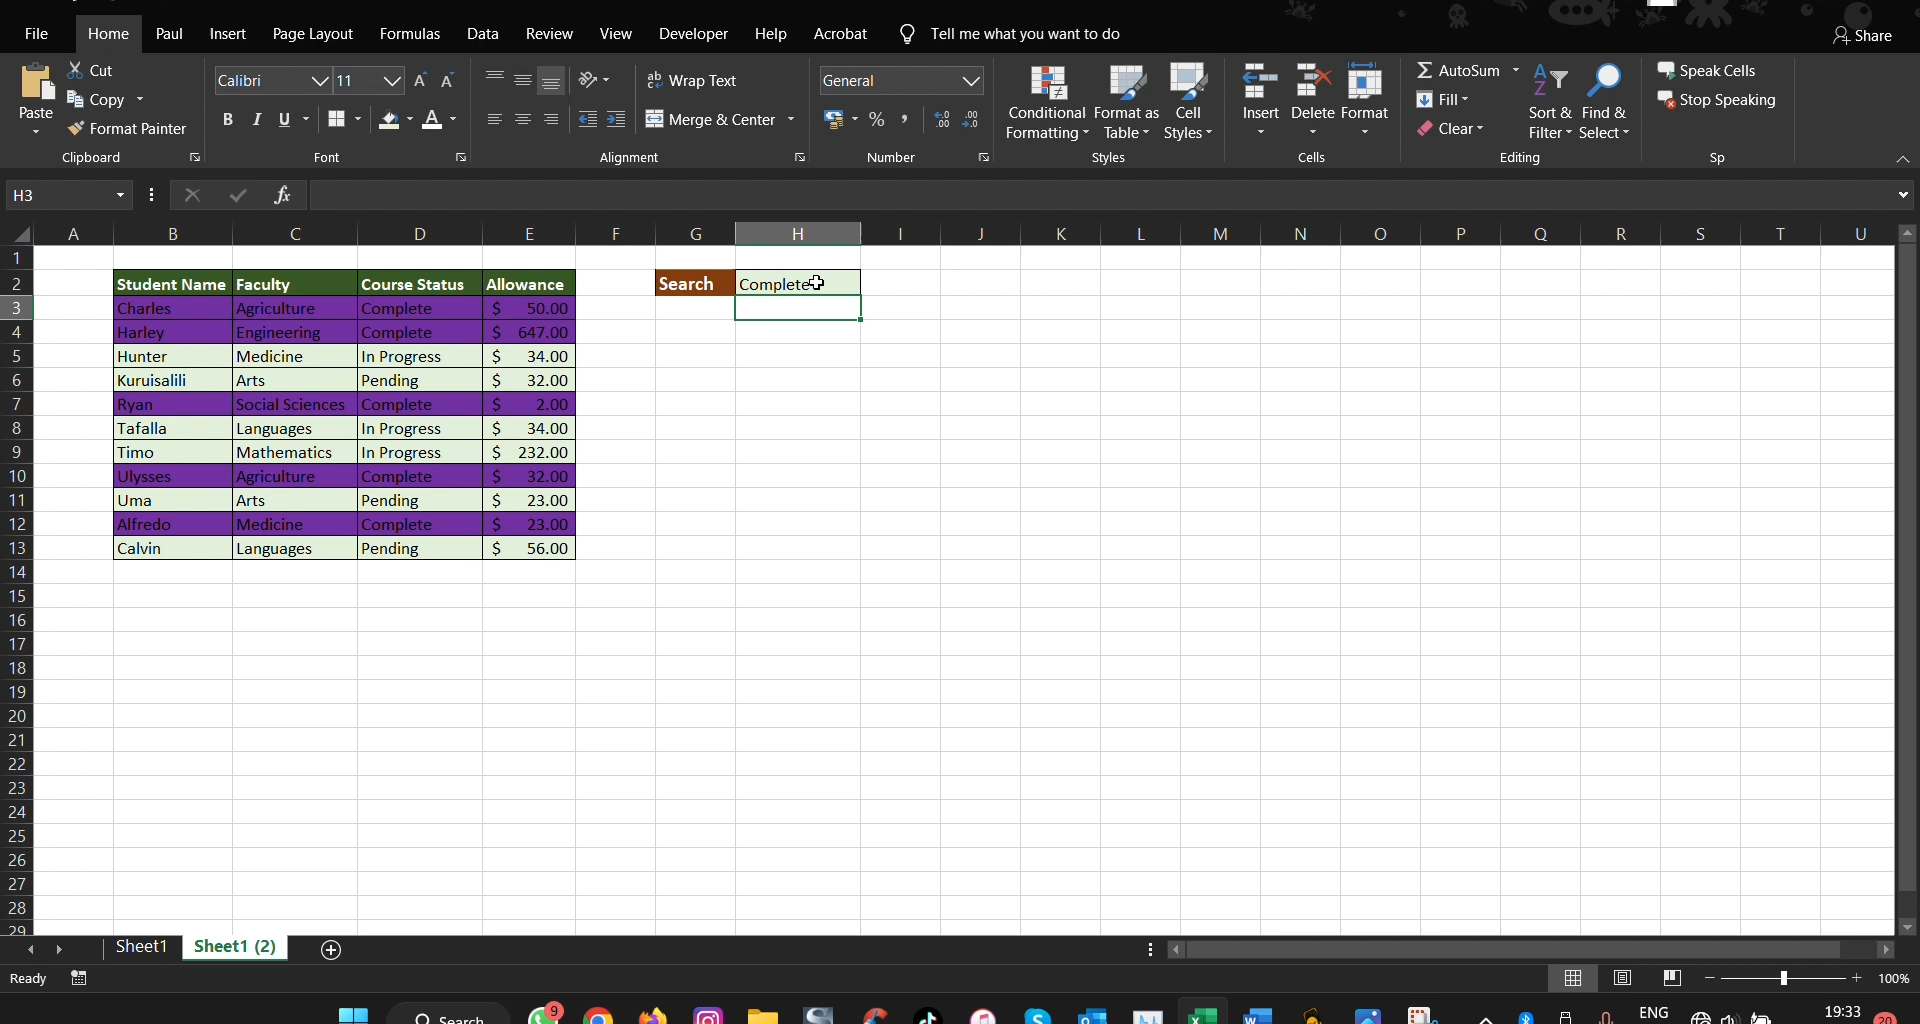 File Home Paul Insert Page Layout Formulas Data Review View Developer Help Acrobat Tell me what you want to do Share
Paste Cut Copy Format Painter Clipboard
Calibri 11 A A B I U A Font
ab Wrap Text Merge & Center Alignment
General % , .00 .00 Number
Conditional Formatting Format as Table Cell Styles Styles
Insert Delete Format Cells
AutoSum Fill Clear Sort & Filter Find & Select Editing
Speak Cells Stop Speaking Sp
H3 fx
A B C D E F G H I J K L M N O P Q R S T U
1
2 Student Name Faculty Course Status Allowance Search Complete
3 Charles Agriculture Complete $ 50.00
4 Harley Engineering Complete $ 647.00
5 Hunter Medicine In Progress $ 34.00
6 Kuruisalili Arts Pending $ 32.00
7 Ryan Social Sciences Complete $ 2.00
8 Tafalla Languages In Progress $ 34.00
9 Timo Mathematics In Progress $ 232.00
10 Ulysses Agriculture Complete $ 32.00
11 Uma Arts Pending $ 23.00
12 Alfredo Medicine Complete $ 23.00
13 Calvin Languages Pending $ 56.00
14
15
16
17
18
19
20
21
22
23
24
25
26
27
28
29
Sheet1 Sheet1 (2)
Ready 100%
Search 9 ENG 19:33 20